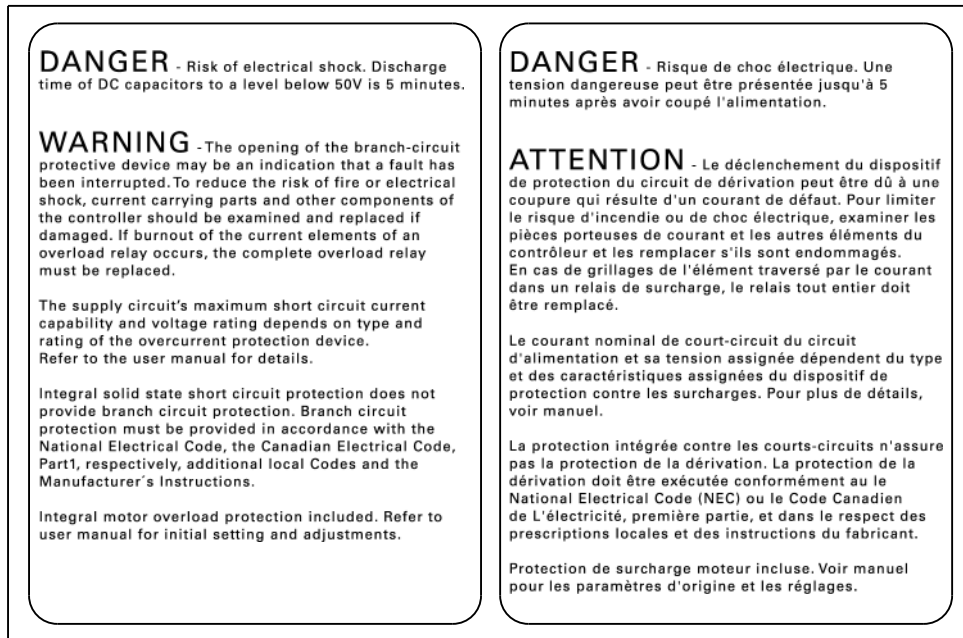 DANGER - Risk of electrical shock. Discharge
time of DC capacitors to a level below 50V is 5 minutes.
WARNING - The opening of the branch-circuit
protective device may be an indication that a fault has
been interrupted. To reduce the risk of fire or electrical
shock, current carrying parts and other components of
the controller should be examined and replaced if
damaged. If burnout of the current elements of an
overload relay occurs, the complete overload relay
must be replaced.
The supply circuit's maximum short circuit current
capability and voltage rating depends on type and
rating of the overcurrent protection device.
Refer to the user manual for details.
Integral solid state short circuit protection does not
provide branch circuit protection. Branch circuit
protection must be provided in accordance with the
National Electrical Code, the Canadian Electrical Code,
Part1, respectively, additional local Codes and the
Manufacturer´s Instructions.
Integral motor overload protection included. Refer to
user manual for initial setting and adjustments.
DANGER - Risque de choc électrique. Une
tension dangereuse peut être présentée jusqu'à 5
minutes après avoir coupé l'alimentation.
ATTENTION - Le déclenchement du dispositif
de protection du circuit de dérivation peut être dû à une
coupure qui résulte d'un courant de défaut. Pour limiter
le risque d'incendie ou de choc électrique, examiner les
pièces porteuses de courant et les autres éléments du
contrôleur et les remplacer s'ils sont endommagés.
En cas de grillages de l'élément traversé par le courant
dans un relais de surcharge, le relais tout entier doit
être remplacé.
Le courant nominal de court-circuit du circuit
d'alimentation et sa tension assignée dépendent du type
et des caractéristiques assignées du dispositif de
protection contre les surcharges. Pour plus de détails,
voir manuel.
La protection intégrée contre les courts-circuits n'assure
pas la protection de la dérivation. La protection de la
dérivation doit être exécutée conformément au le
National Electrical Code (NEC) ou le Code Canadien
de L'électricité, première partie, et dans le respect des
prescriptions locales et des instructions du fabricant.
Protection de surcharge moteur incluse. Voir manuel
pour les paramètres d'origine et les réglages.